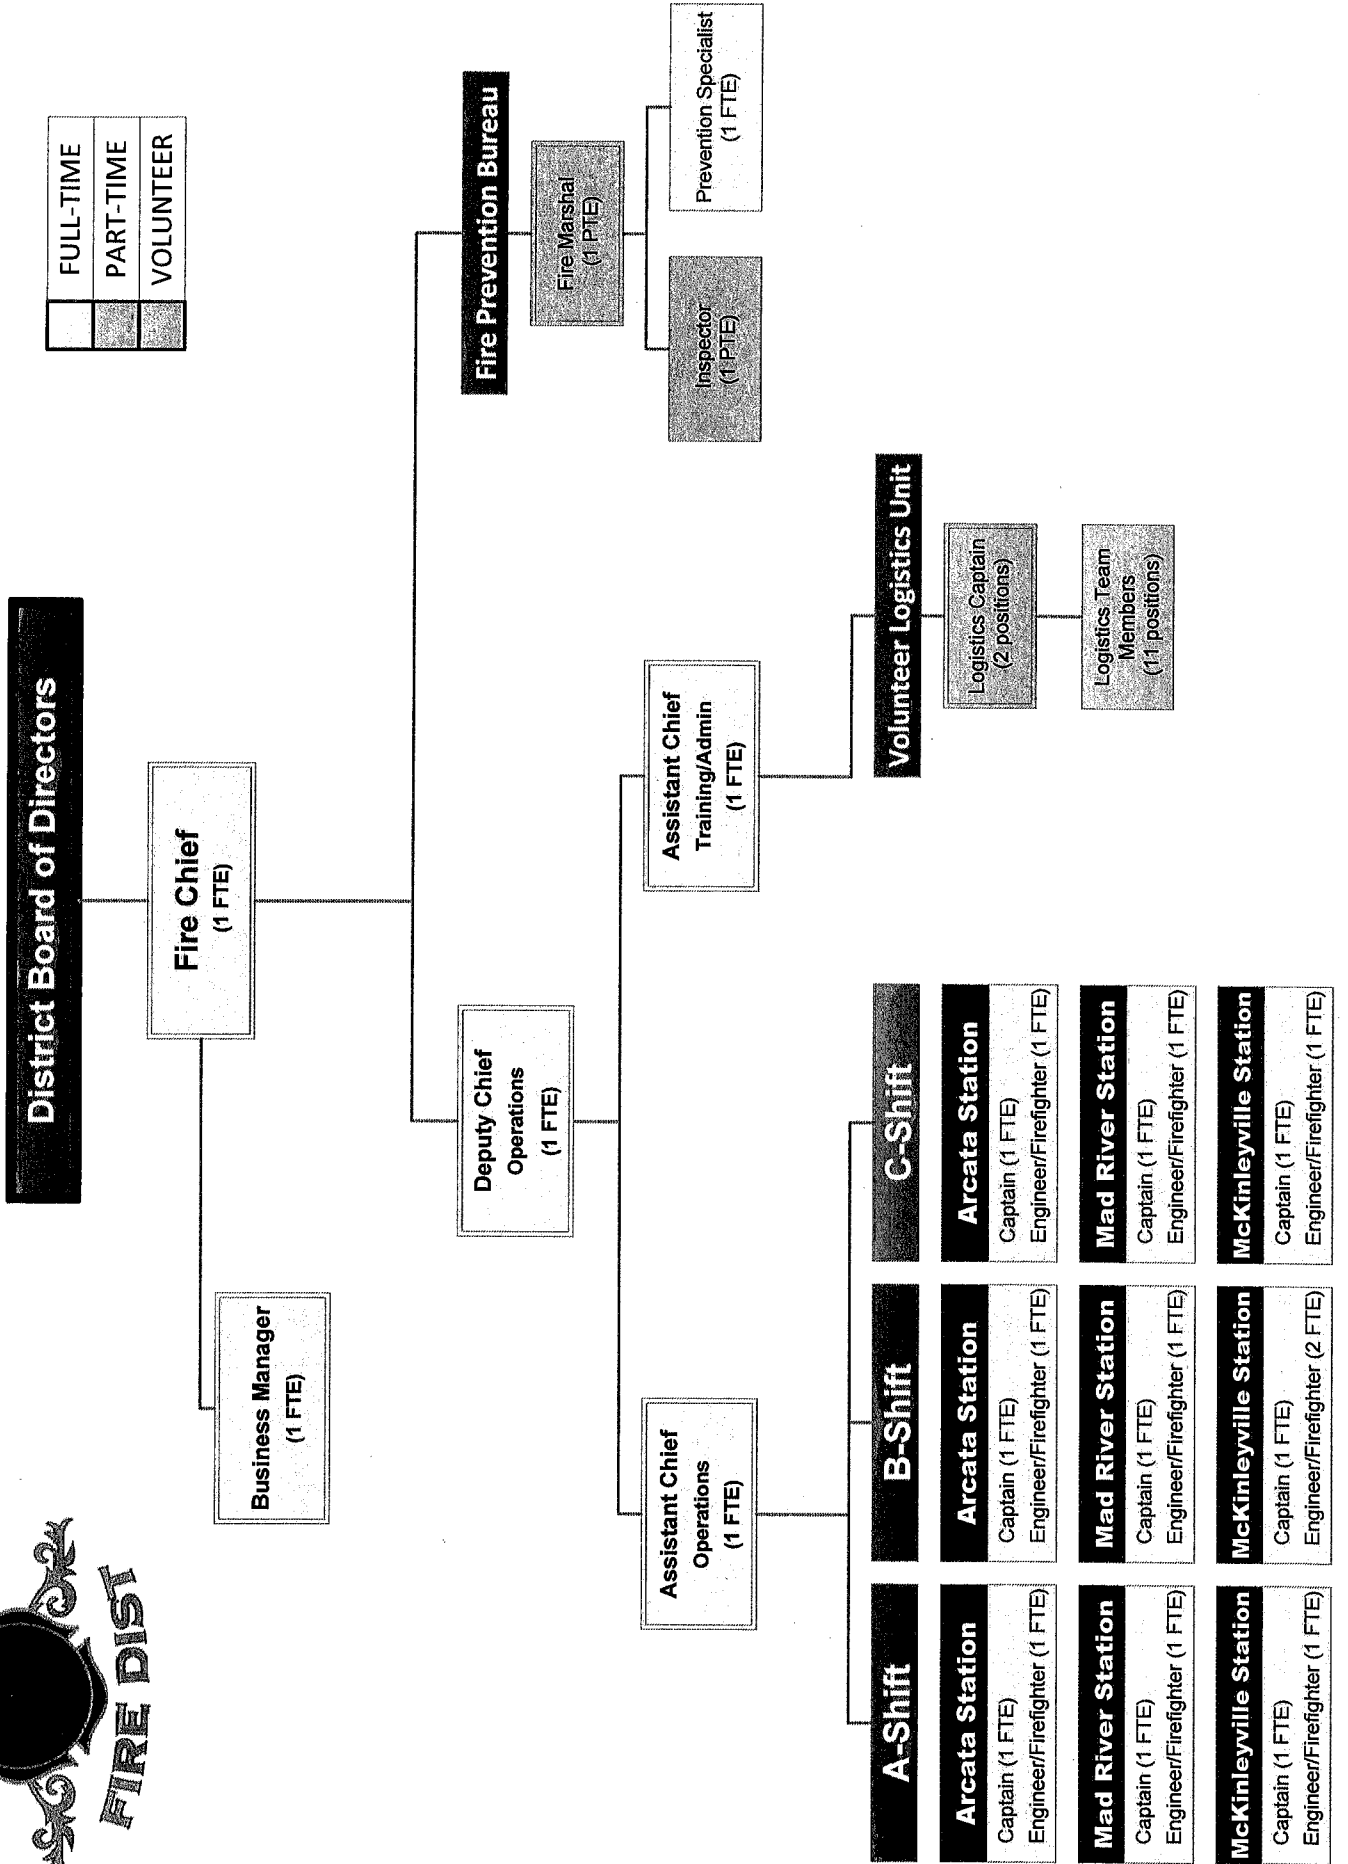 FIRE DIST
District Board of Directors
FULL-TIME
PART-TIME
VOLUNTEER
Fire Chief
(1 FTE)
Business Manager
(1 FTE)
Deputy Chief
Operations
(1 FTE)
Fire Prevention Bureau
Fire Marshal
(1 PTE)
Inspector
(1 PTE)
Prevention Specialist
(1 FTE)
Assistant Chief
Operations
(1 FTE)
Assistant Chief
Training/Admin
(1 FTE)
Volunteer Logistics Unit
Logistics Captain
(2 positions)
Logistics Team
Members
(11 positions)
A-Shift
Arcata Station
Captain (1 FTE)
Engineer/Firefighter (1 FTE)
Mad River Station
Captain (1 FTE)
Engineer/Firefighter (1 FTE)
McKinleyville Station
Captain (1 FTE)
Engineer/Firefighter (1 FTE)
B-Shift
Arcata Station
Captain (1 FTE)
Engineer/Firefighter (1 FTE)
Mad River Station
Captain (1 FTE)
Engineer/Firefighter (1 FTE)
McKinleyville Station
Captain (1 FTE)
Engineer/Firefighter (2 FTE)
C-Shift
Arcata Station
Captain (1 FTE)
Engineer/Firefighter (1 FTE)
Mad River Station
Captain (1 FTE)
Engineer/Firefighter (1 FTE)
McKinleyville Station
Captain (1 FTE)
Engineer/Firefighter (1 FTE)